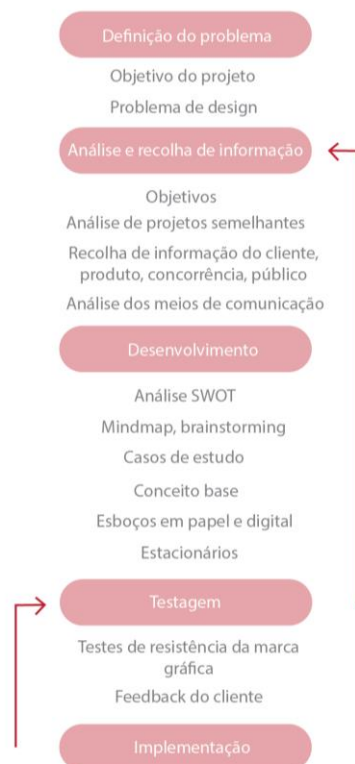 Definição do problema
Objetivo do projeto
Problema de design
Análise e recolha de informação
Objetivos
Análise de projetos semelhantes
Recolha de informação do cliente,
produto, concorrência, público
Análise dos meios de comunicação
Desenvolvimento
Análise SWOT
Mindmap, brainstorming
Casos de estudo
Conceito base
Esboços em papel e digital
Estacionários
Testagem
Testes de resistência da marca
gráfica
Feedback do cliente
Implementação